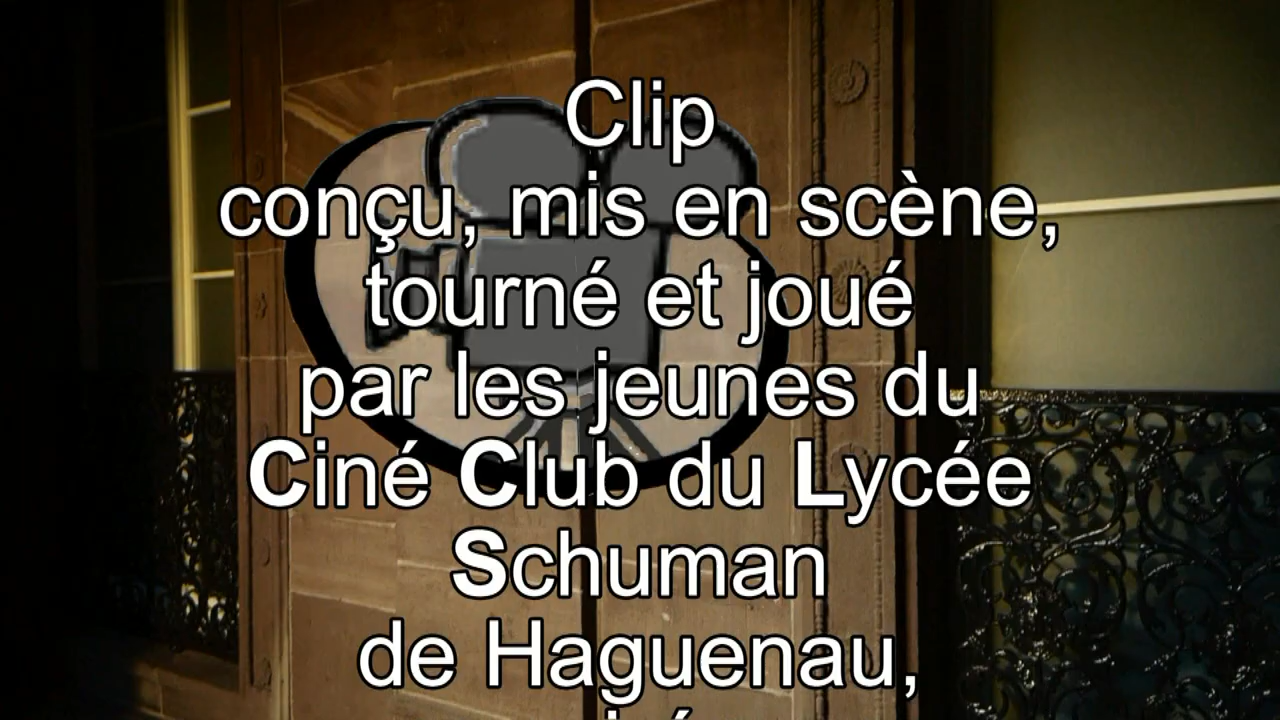 Clip
conçu, mis en scène,
tourné et joué
par les jeunes du
Ciné Club du Lycée
Schuman
de Haguenau,